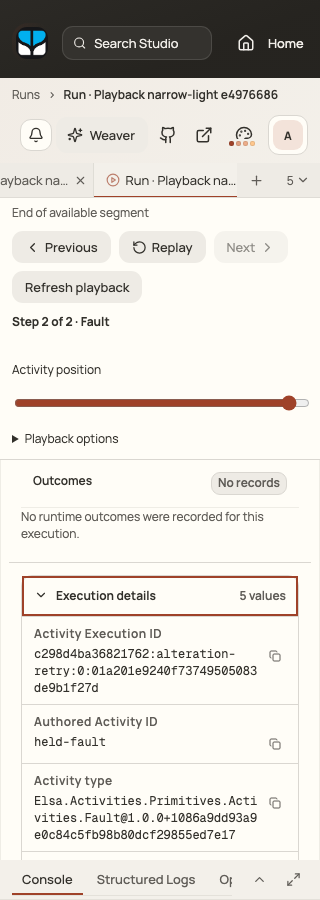 Search Studio
Home
Runs > Run · Playback narrow-light e4976686
Weaver
A
ayback na...
Run · Playback na...
5
End of available segment
Previous
Replay
Next
Refresh playback
Step 2 of 2 · Fault
Activity position
Playback options
Outcomes
No records
No runtime outcomes were recorded for this
execution.
Execution details
5 values
Activity Execution ID
c298d4ba36821762:alteration-
retry:0:01a201e9240f73749505083
de9b1f27d
Authored Activity ID
held-fault
Activity type
Elsa.Activities.Primitives.Acti
vities.Fault@1.0.0+1086a9dd93a9
e0c84c5fb98b80dcf29855ed7e17
Console
Structured Logs